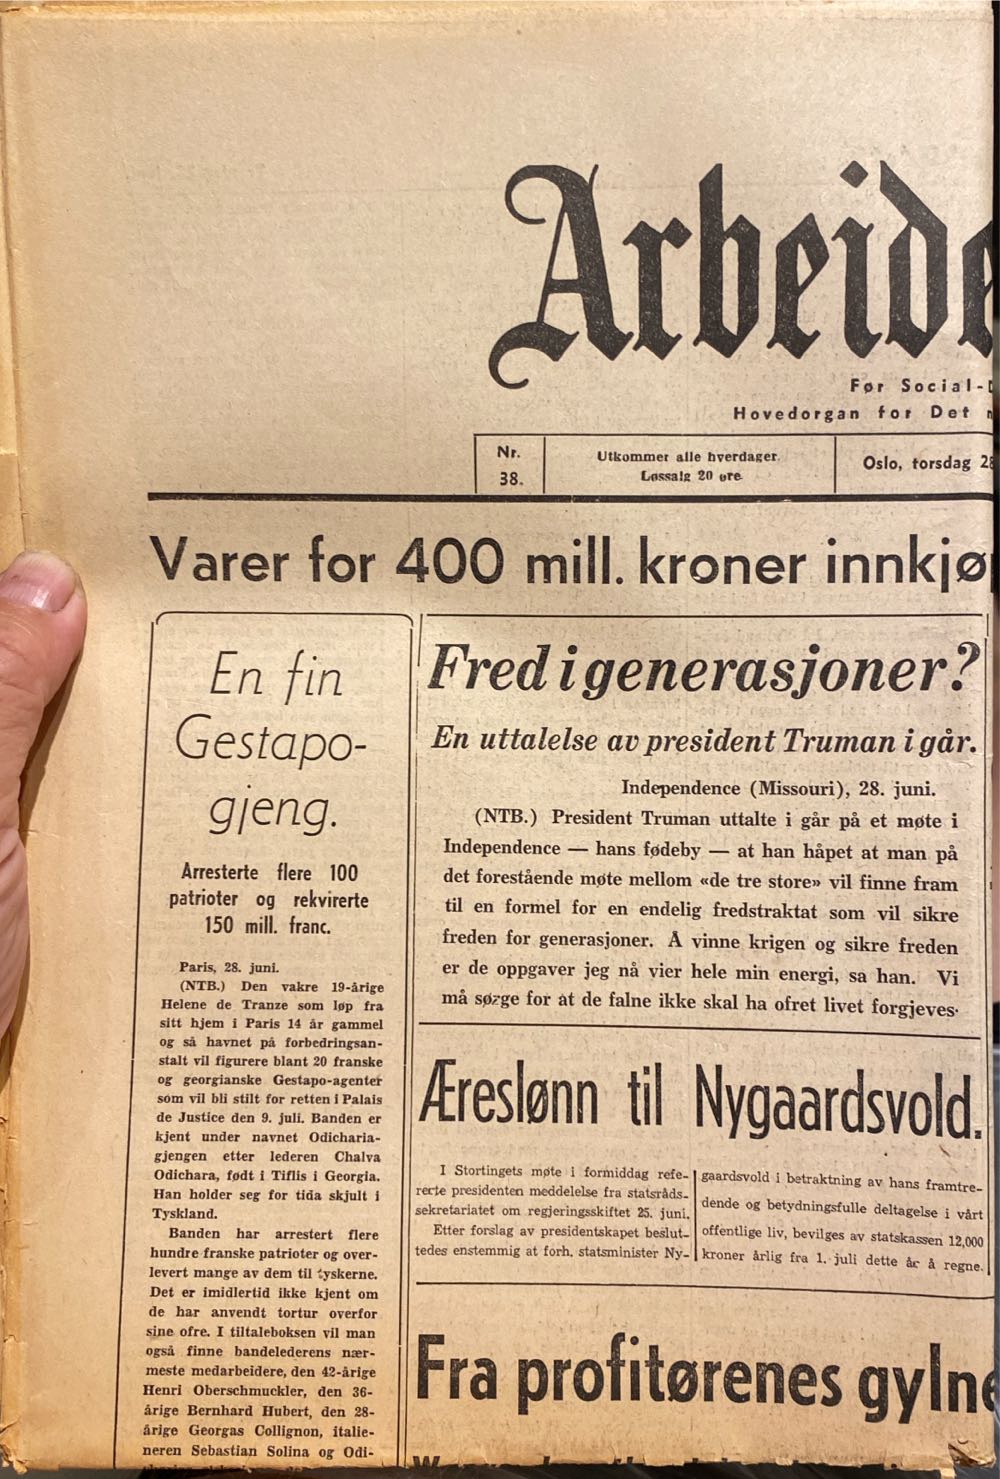 Arbeide
Før Social-
Hovedorgan for Det
Nr.
38.
Utkommer alle hverdager.
Løssalg 20 øre.
Oslo, torsdag 28
Varer for 400 mill. kroner innkjø
En fin
Gestapo-
gjeng.
Arresterte flere 100
patrioter og rekvirerte
150 mill. franc.
Paris, 28. juni.
(NTB.) Den vakre 19-årige
Helene de Tranze som løp fra
sitt hjem i Paris 14 år gammel
og så havnet på forbedringsan-
stalt vil figurere blant 20 franske
og georgianske Gestapo-agenter
som vil bli stilt for retten i Palais
de Justice den 9. juli. Banden er
kjent under navnet Odicharia-
gjengen etter lederen Chalva
Odichara, født i Tiflis i Georgia.
Han holder seg for tida skjult i
Tyskland.
Banden har arrestert flere
hundre franske patrioter og over-
levert mange av dem til tyskerne.
Det er imidlertid ikke kjent om
de har anvendt tortur overfor
sine ofre. I tiltaleboksen vil man
også finne bandelederens nær-
meste medarbeidere, den 42-årige
Henri Oberschmuckler, den 36-
årige Bernhard Hubert, den 28-
årige Georgas Collignon, italie-
neren Sebastian Solina og Odi-
Fred i generasjoner?
En uttalelse av president Truman i går.
Independence (Missouri), 28. juni.
(NTB.) President Truman uttalte i går på et møte i
Independence — hans fødeby — at han håpet at man på
det forestående møte mellom «de tre store» vil finne fram
til en formel for en endelig fredstraktat som vil sikre
freden for generasjoner. Å vinne krigen og sikre freden
er de oppgaver jeg nå vier hele min energi, sa han. Vi
må sørge for at de falne ikke skal ha ofret livet forgjeves.
Æreslønn til Nygaardsvold.
I Stortingets møte i formiddag refe-
rerte presidenten meddelelse fra statsråds-
sekretariatet om regjeringsskiftet 25. juni.
Etter forslag av presidentskapet beslut-
tedes enstemmig at forh. statsminister Ny-
gaardsvold i betraktning av hans framtre-
dende og betydningsfulle deltagelse i vårt
offentlige liv, bevilges av statskassen 12,000
kroner årlig fra 1. juli dette år å regne.
Fra profitørenes gylne